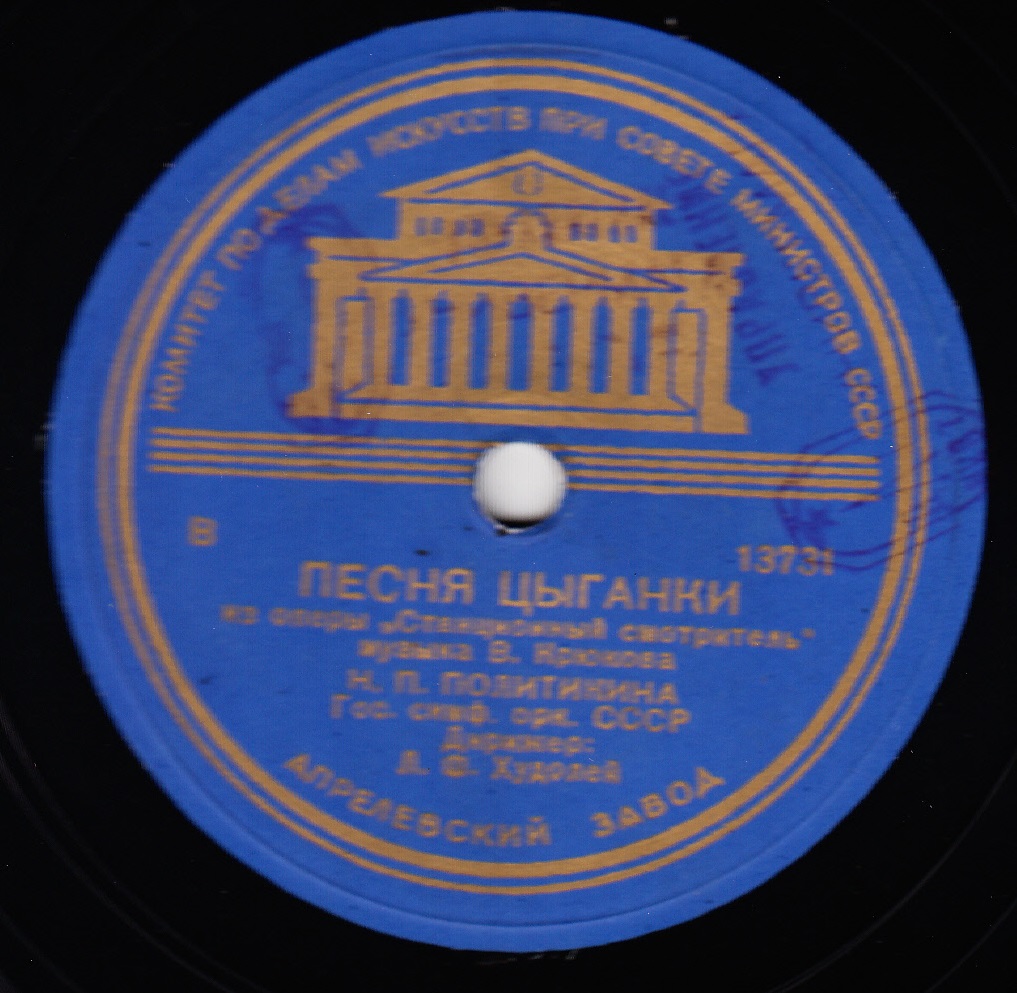 КОМИТЕТ ПО ДЕЛАМ ИСКУССТВ ПРИ СОВЕТЕ МИНИСТРОВ СССР
В
13731
ПЕСНЯ ЦЫГАНКИ
из оперы „Станционный смотритель"
музыка В. Крюкова
Н. П. ПОЛИТИКИНА
Гос. симф. орк. СССР
Дирижер:
Л. Ф. Худолей
АПРЕЛЕВСКИЙ ЗАВОД